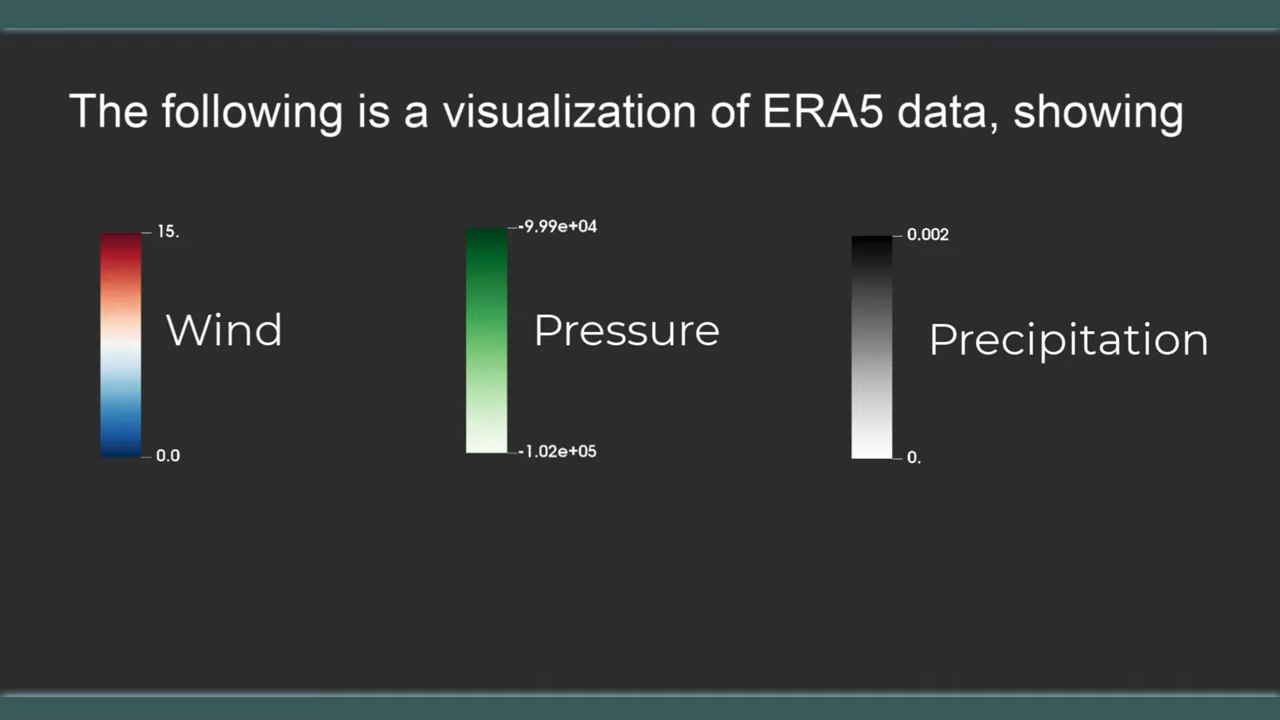 The following is a visualization of ERA5 data, showing
15.
Wind
0.0
-9.99e+04
Pressure
-1.02e+05
0.002
Precipitation
0.